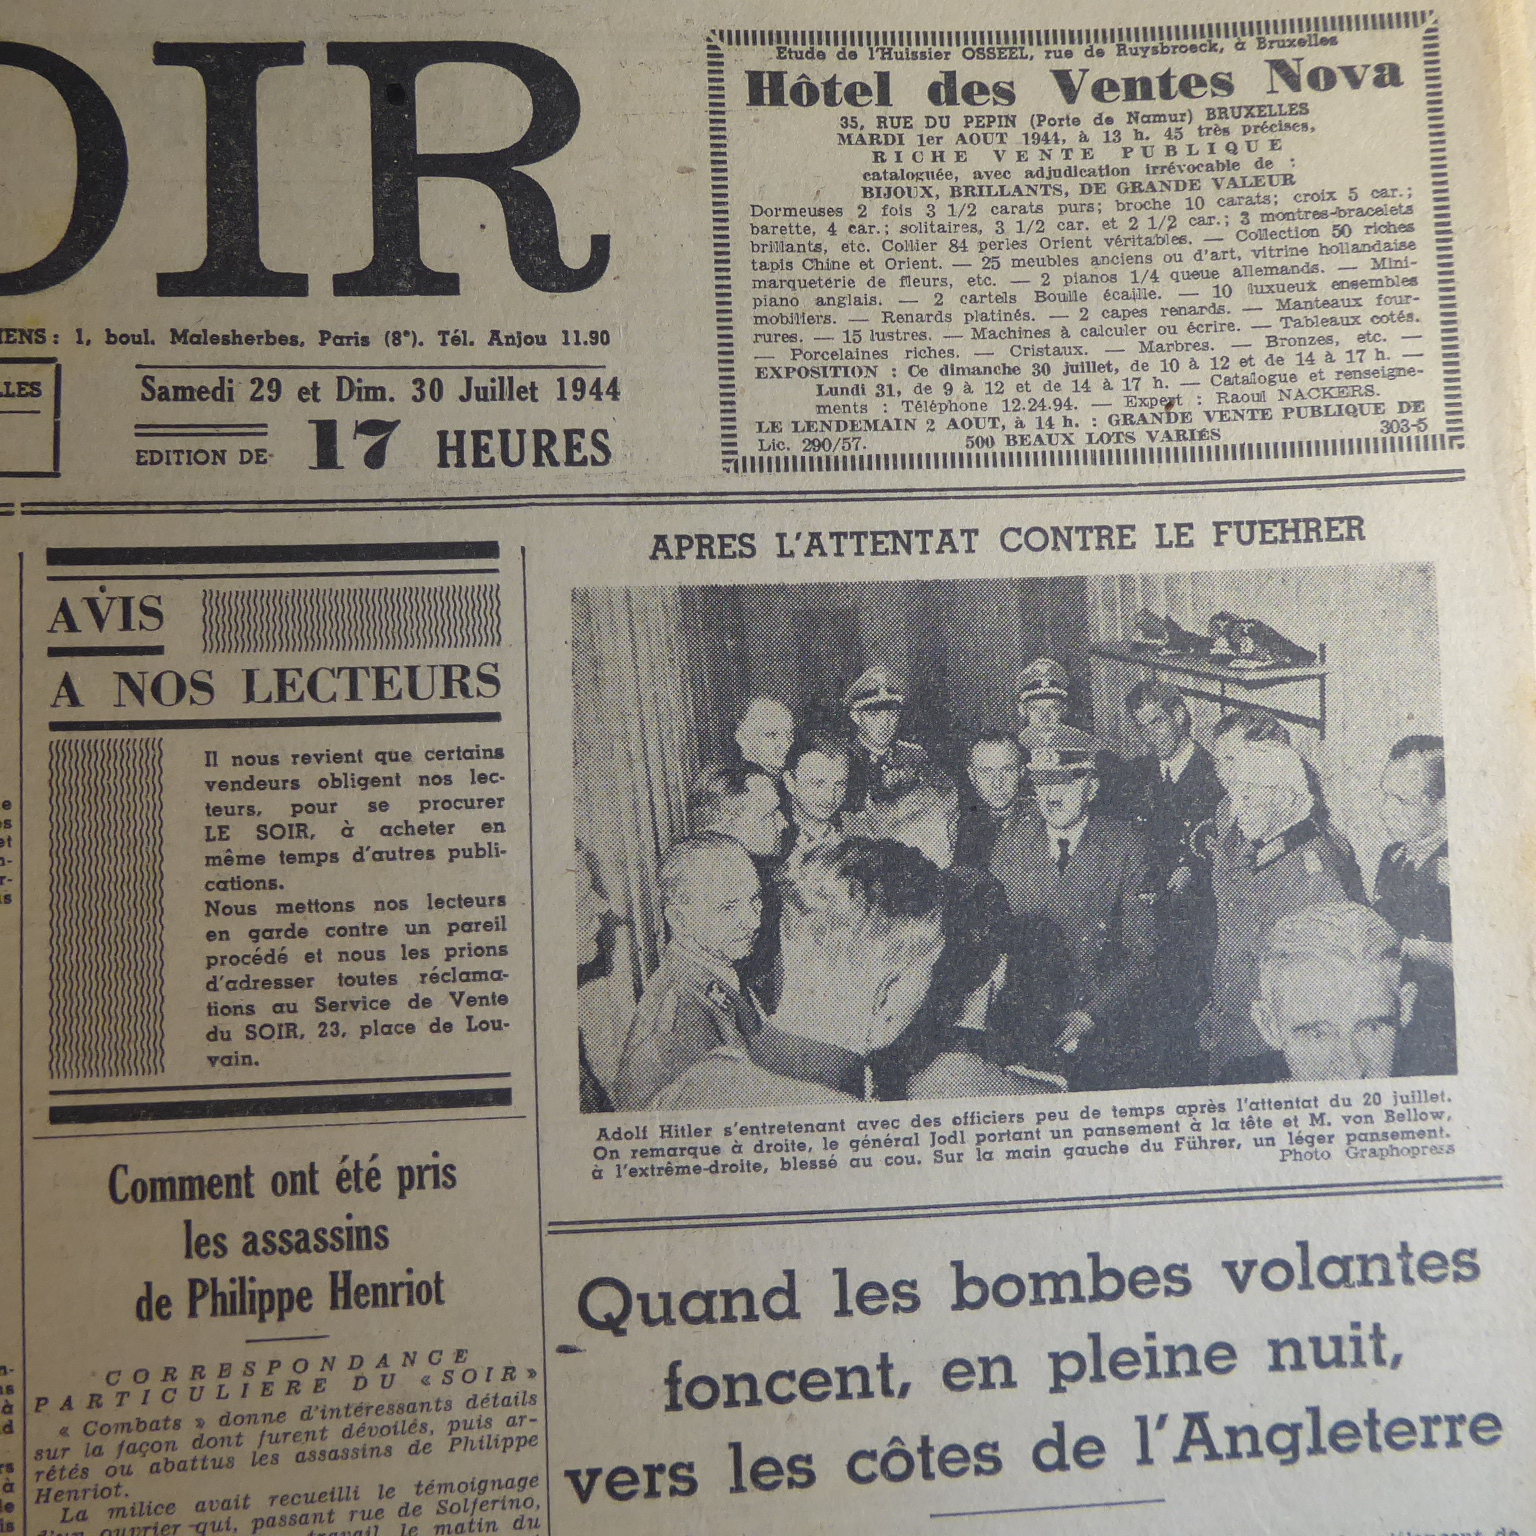 OIR
IENS : 1, boul. Malesherbes, Paris (8e). Tél. Anjou 11.90
LLES
Samedi 29 et Dim. 30 Juillet 1944
EDITION DE
17 HEURES
Etude de l'Huissier OSSEEL, rue de Ruysbroeck, à Bruxelles
Hôtel des Ventes Nova
35, RUE DU PEPIN (Porte de Namur) BRUXELLES
MARDI 1er AOUT 1944, à 13 h. 45 très précises,
RICHE VENTE PUBLIQUE
cataloguée, avec adjudication irrévocable de :
BIJOUX, BRILLANTS, DE GRANDE VALEUR
Dormeuses 2 fois 3 1/2 carats purs; broche 10 carats; croix 5 car.;
barette, 4 car.; solitaires, 3 1/2 car. et 2 1/2 car.; 3 montres-bracelets
brillants, etc. Collier 84 perles Orient véritables. — Collection 50 riches
tapis Chine et Orient. — 25 meubles anciens ou d'art, vitrine hollandaise
marqueterie de fleurs, etc. — 2 pianos 1/4 queue allemands. — Mini-
piano anglais. — 2 cartels Boulle écaille. — 10 luxueux ensembles
mobiliers. — Renards platinés. — 2 capes renards. — Manteaux four-
rures. — 15 lustres. — Machines à calculer ou écrire. — Tableaux cotés.
— Porcelaines riches. — Cristaux. — Marbres. — Bronzes, etc. —
EXPOSITION : Ce dimanche 30 juillet, de 10 à 12 et de 14 à 17 h. —
Lundi 31, de 9 à 12 et de 14 à 17 h. — Catalogue et renseigne-
ments : Téléphone 12.24.94. — Expert : Raoul NACKERS.
LE LENDEMAIN 2 AOUT, à 14 h. : GRANDE VENTE PUBLIQUE DE
Lic. 290/57. 500 BEAUX LOTS VARIÉS 303-5
AVIS
A NOS LECTEURS
Il nous revient que certains
vendeurs obligent nos lec-
teurs, pour se procurer
LE SOIR, à acheter en
même temps d'autres publi-
cations.
Nous mettons nos lecteurs
en garde contre un pareil
procédé et nous les prions
d'adresser toutes réclama-
tions au Service de Vente
du SOIR, 23, place de Lou-
vain.
Comment ont été pris
les assassins
de Philippe Henriot
CORRESPONDANCE
PARTICULIERE DU « SOIR »
« Combats » donne d'intéressants détails
sur la façon dont furent dévoilés, puis ar-
rêtés ou abattus les assassins de Philippe
Henriot.
La milice avait recueilli le témoignage
d'un ouvrier qui, passant rue de Solferino,
travail le matin du
APRES L'ATTENTAT CONTRE LE FUEHRER
Adolf Hitler s'entretenant avec des officiers peu de temps après l'attentat du 20 juillet.
On remarque à droite, le général Jodl portant un pansement à la tête et M. von Bellow,
à l'extrême-droite, blessé au cou. Sur la main gauche du Führer, un léger pansement.
Photo Graphopress
Quand les bombes volantes
foncent, en pleine nuit,
vers les côtes de l'Angleterre